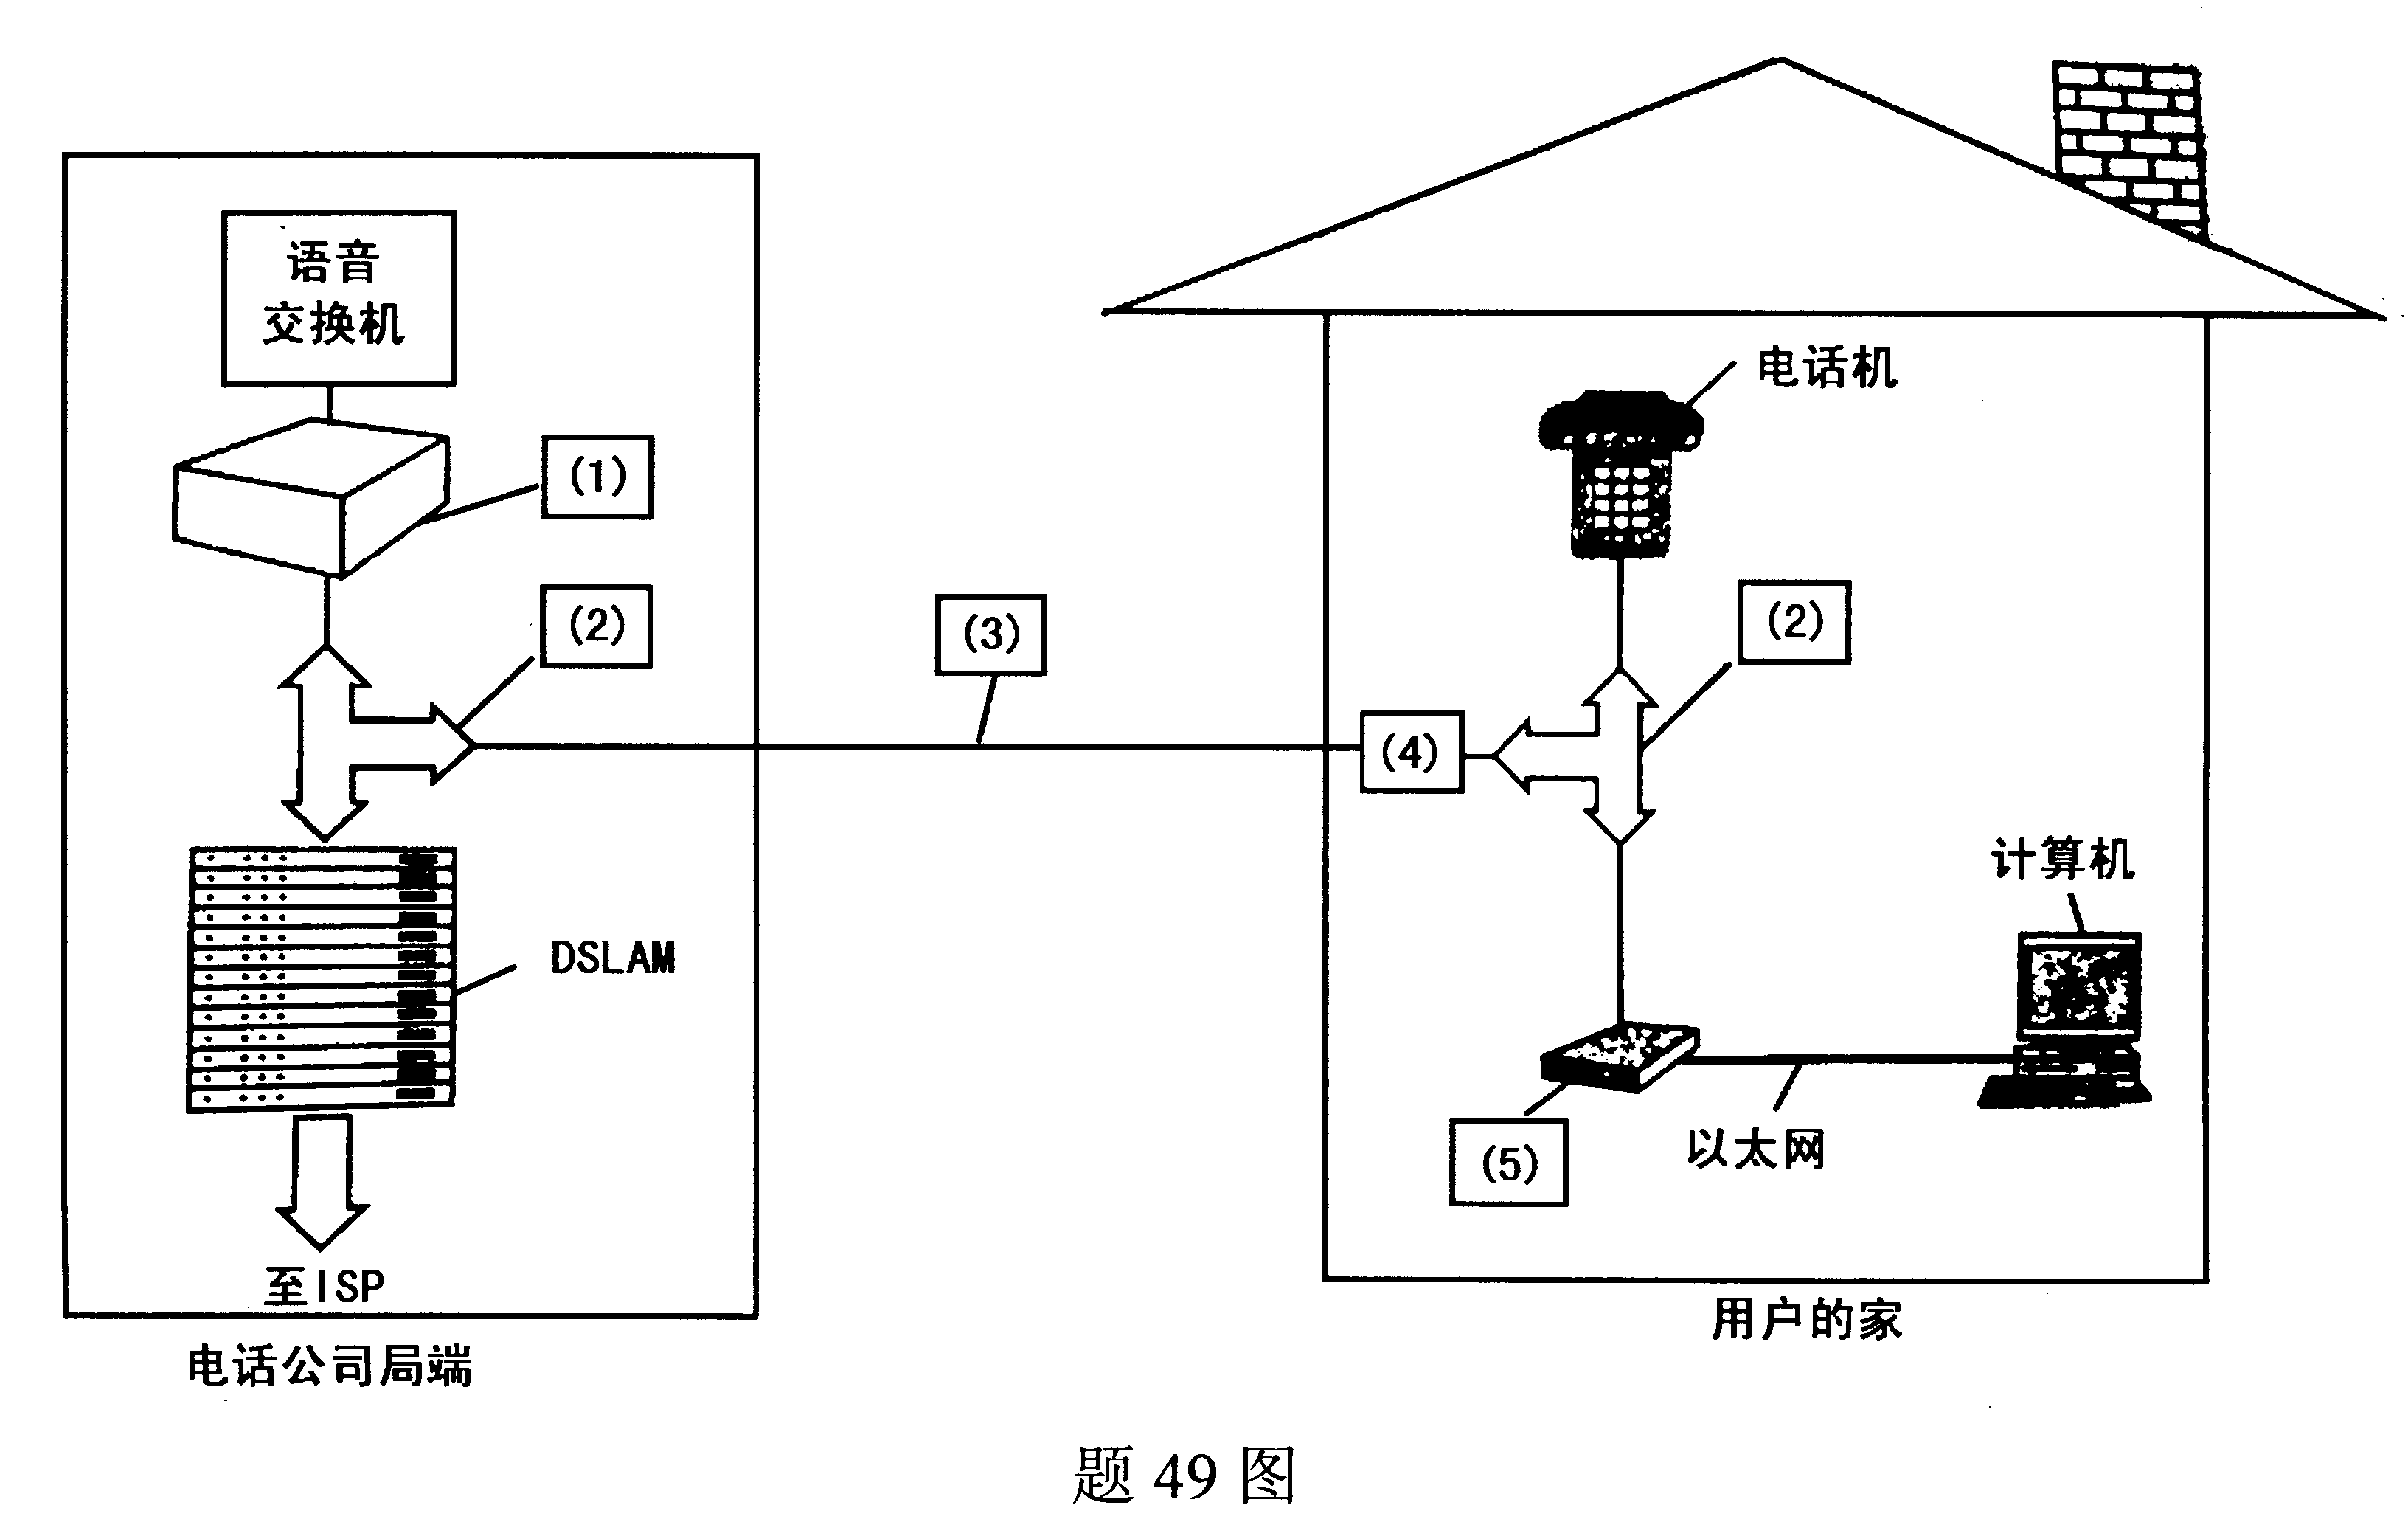 语音
交换机
(1)
(2)
DSLAM
至ISP
电话公司局端
(3)
电话机
(2)
(4)
计算机
(5)
以太网
用户的家
题 49 图